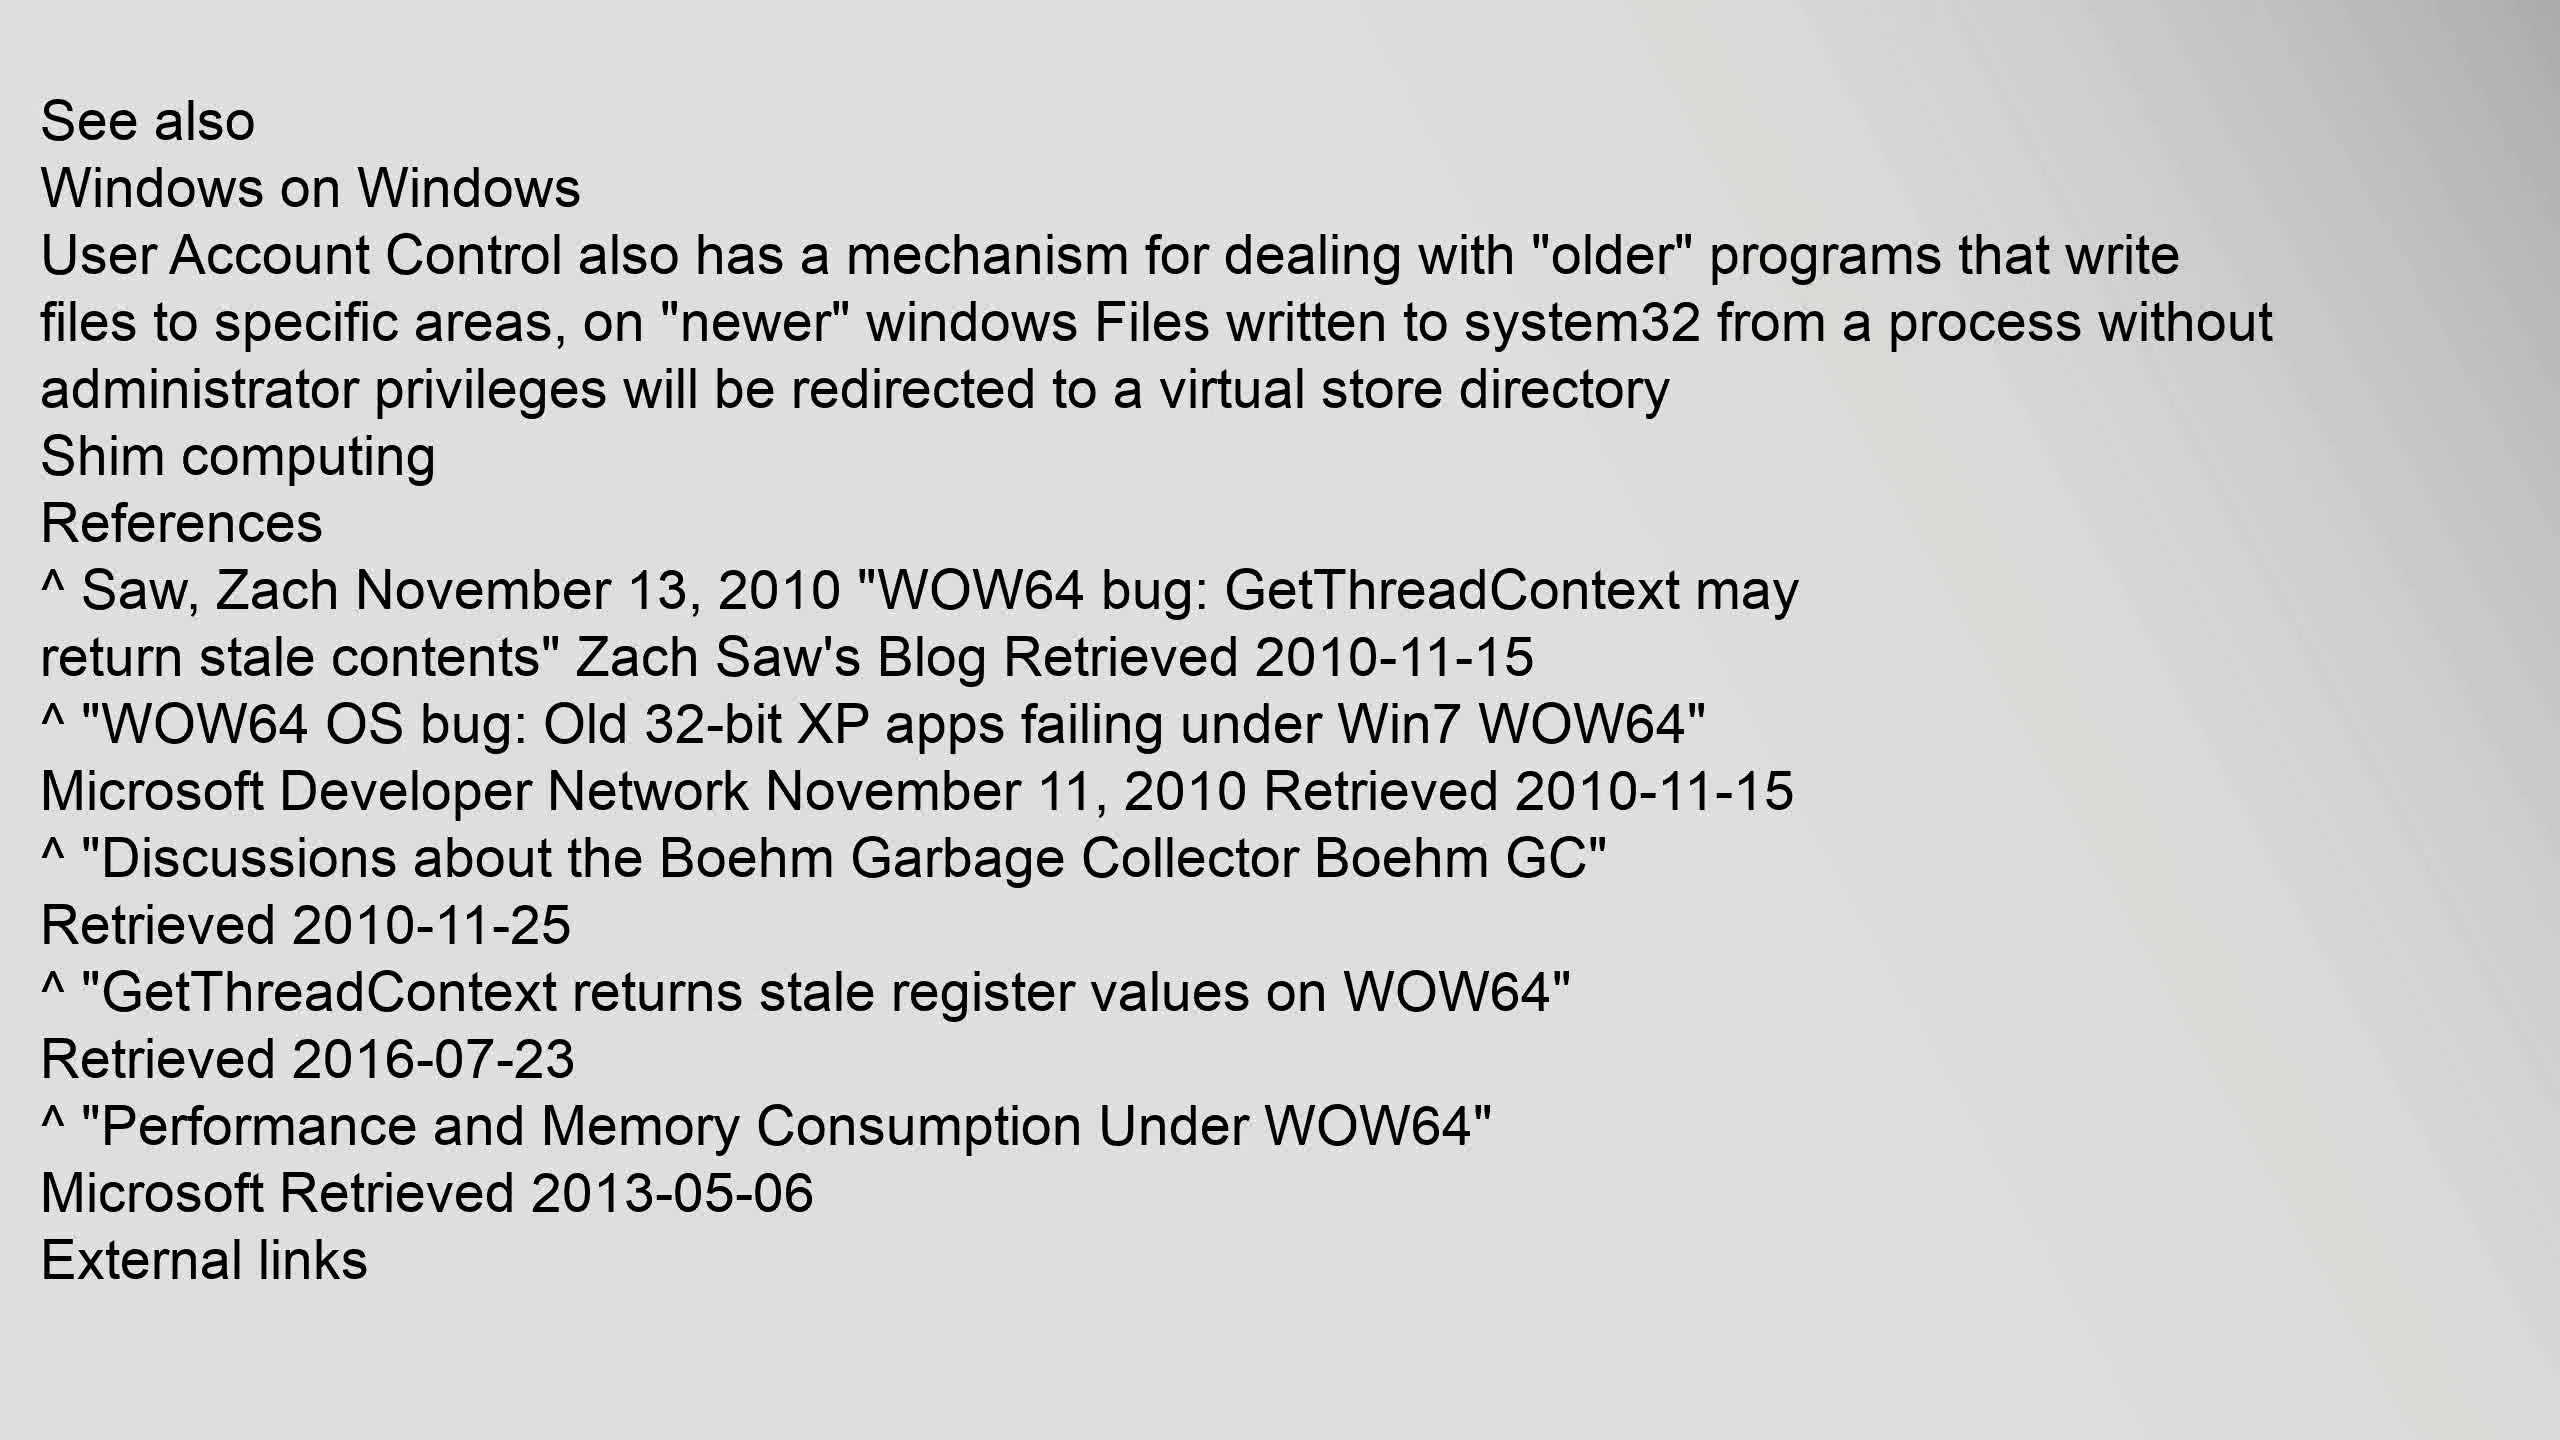 See also
Windows on Windows
User Account Control also has a mechanism for dealing with "older" programs that write
files to specific areas, on "newer" windows Files written to system32 from a process without
administrator privileges will be redirected to a virtual store directory
Shim computing
References
^ Saw, Zach November 13, 2010 "WOW64 bug: GetThreadContext may
return stale contents" Zach Saw's Blog Retrieved 2010-11-15
^ "WOW64 OS bug: Old 32-bit XP apps failing under Win7 WOW64"
Microsoft Developer Network November 11, 2010 Retrieved 2010-11-15
^ "Discussions about the Boehm Garbage Collector Boehm GC"
Retrieved 2010-11-25
^ "GetThreadContext returns stale register values on WOW64"
Retrieved 2016-07-23
^ "Performance and Memory Consumption Under WOW64"
Microsoft Retrieved 2013-05-06
External links